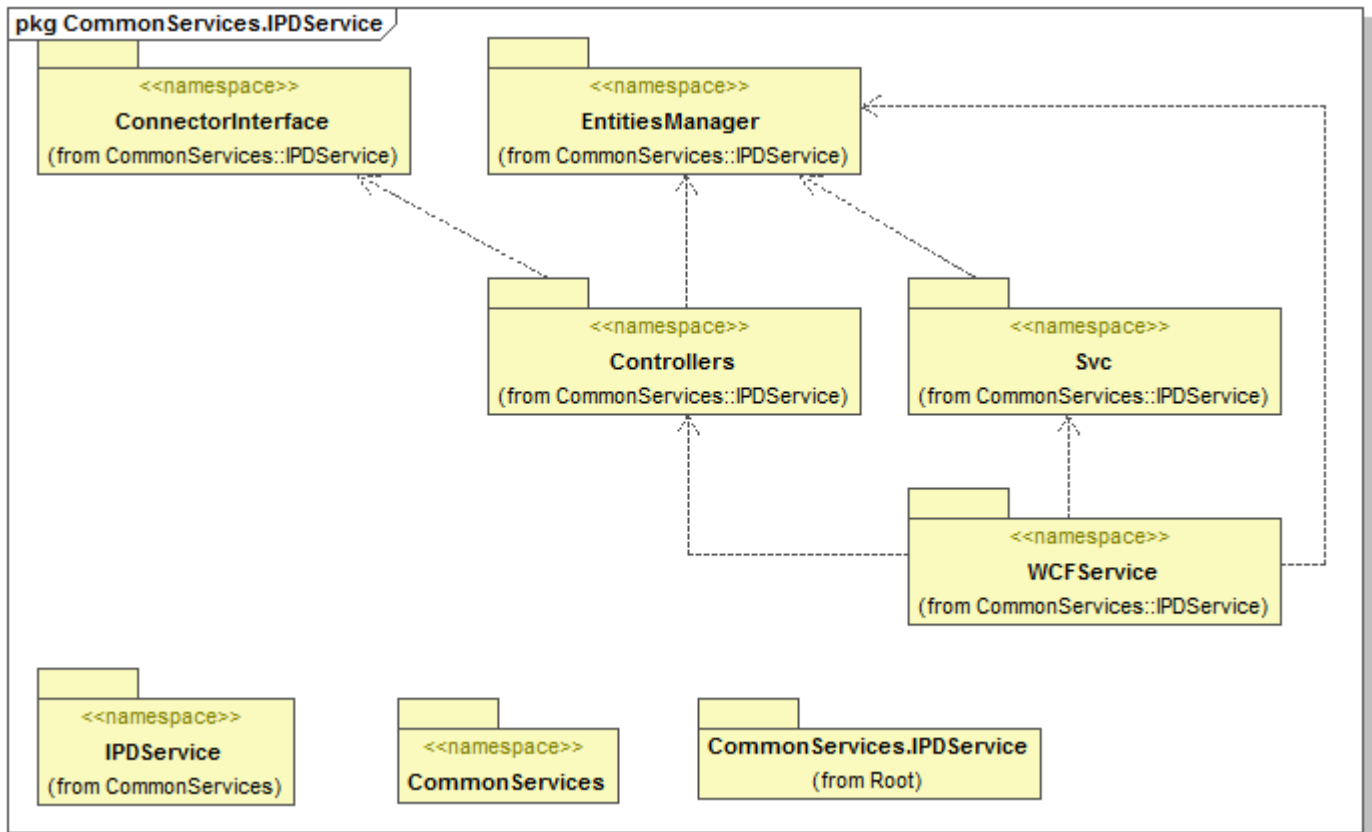 pkg CommonServices.IPDService
<<namespace>>
ConnectorInterface
(from CommonServices::IPDService)
<<namespace>>
EntitiesManager
(from CommonServices::IPDService)
<<namespace>>
Controllers
(from CommonServices::IPDService)
<<namespace>>
Svc
(from CommonServices::IPDService)
<<namespace>>
WCFService
(from CommonServices::IPDService)
<<namespace>>
IPDService
(from CommonServices)
<<namespace>>
CommonServices
CommonServices.IPDService
(from Root)